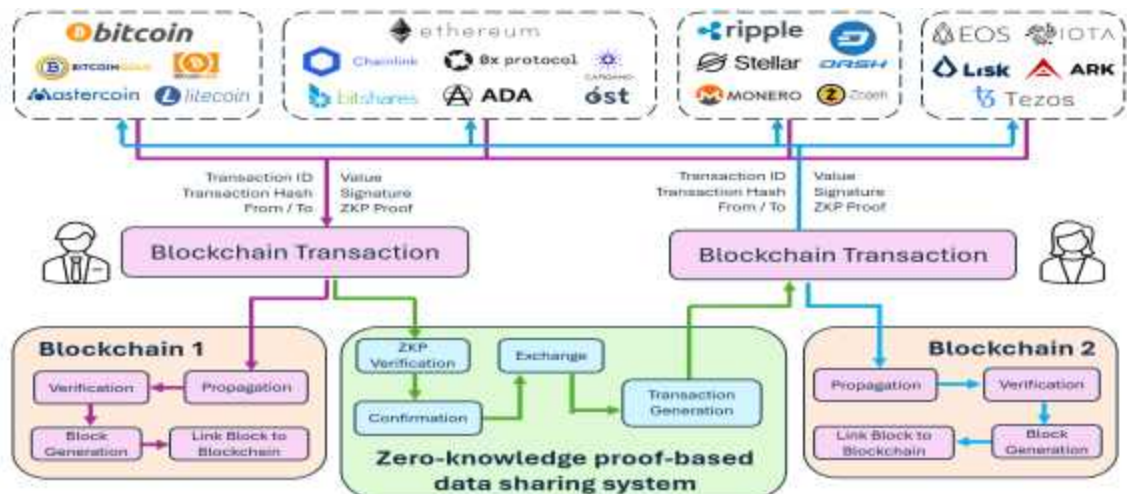 bitcoin
BITCOINGOLD
Mastercoin
litecoin
ethereum
Chainlink
0x protocol
CARDANO
bitshares
ADA
ost
ripple
Stellar
DASH
MONERO
Zcash
EOS
IOTA
LISK
ARK
Tezos
Transaction ID
Transaction Hash
From / To
Value
Signature
ZKP Proof
Transaction ID
Transaction Hash
From / To
Value
Signature
ZKP Proof
Blockchain Transaction
Blockchain Transaction
Blockchain 1
Verification
Propagation
Block
Generation
Link Block to
Blockchain
ZKP
Verification
Exchange
Confirmation
Transaction
Generation
Zero-knowledge proof-based
data sharing system
Blockchain 2
Propagation
Verification
Link Block to
Blockchain
Block
Generation